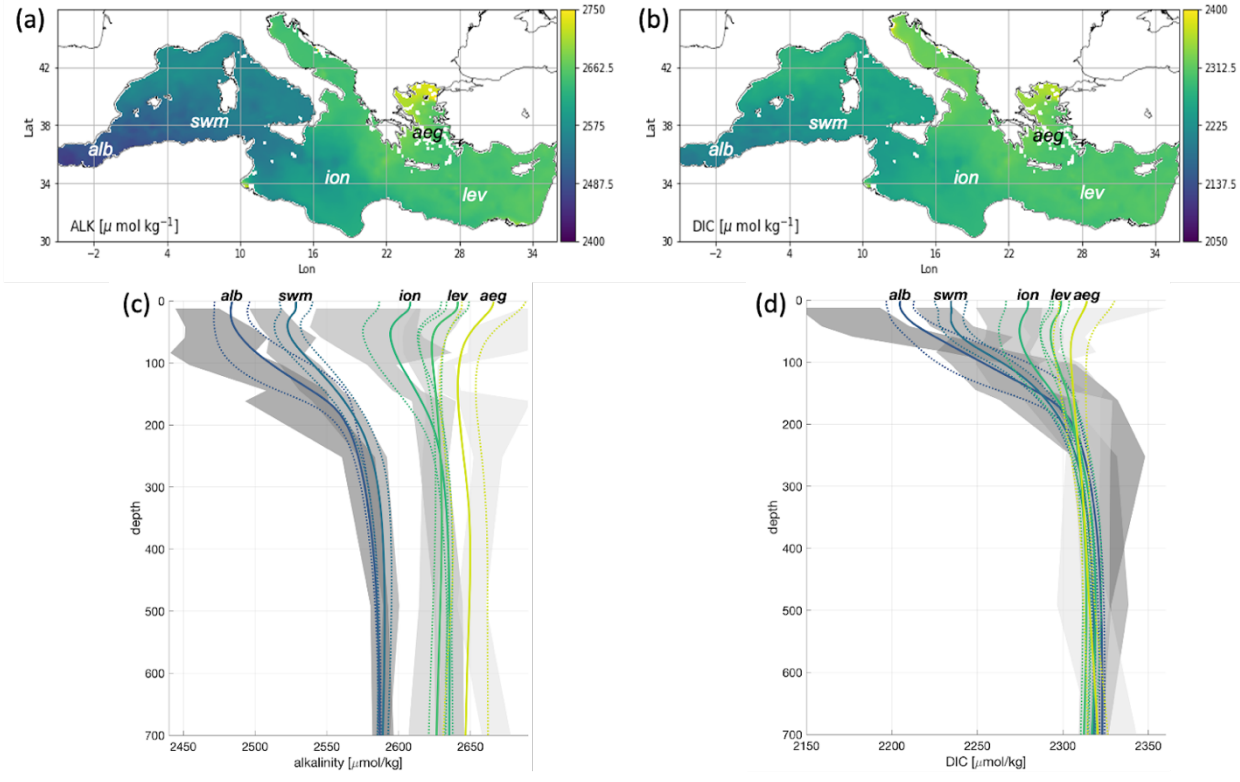 (a)
42
38
34
30
Lat
-2
4
10
16
22
28
34
Lon
alb
swm
ion
aeg
lev
ALK [μ mol kg⁻¹]
2750
2662.5
2575
2487.5
2400
(b)
42
38
34
30
Lat
-2
4
10
16
22
28
34
Lon
alb
swm
ion
aeg
lev
DIC [μ mol kg⁻¹]
2400
2312.5
2225
2137.5
2050
(c)
alb swm ion lev aeg
0
100
200
300
400
500
600
700
depth
2450 2500 2550 2600 2650
alkalinity [μmol/kg]
(d)
alb swm ion lev aeg
0
100
200
300
400
500
600
700
depth
2150 2200 2250 2300 2350
DIC [μmol/kg]